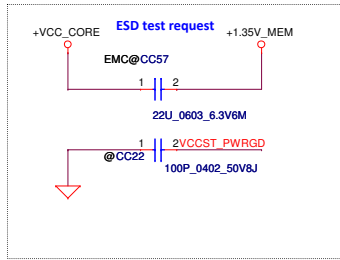 ESD test request
+VCC_CORE
+1.35V_MEM
EMC@CC57
1 2
22U_0603_6.3V6M
1 2 VCCST_PWRGD
@CC22
100P_0402_50V8J